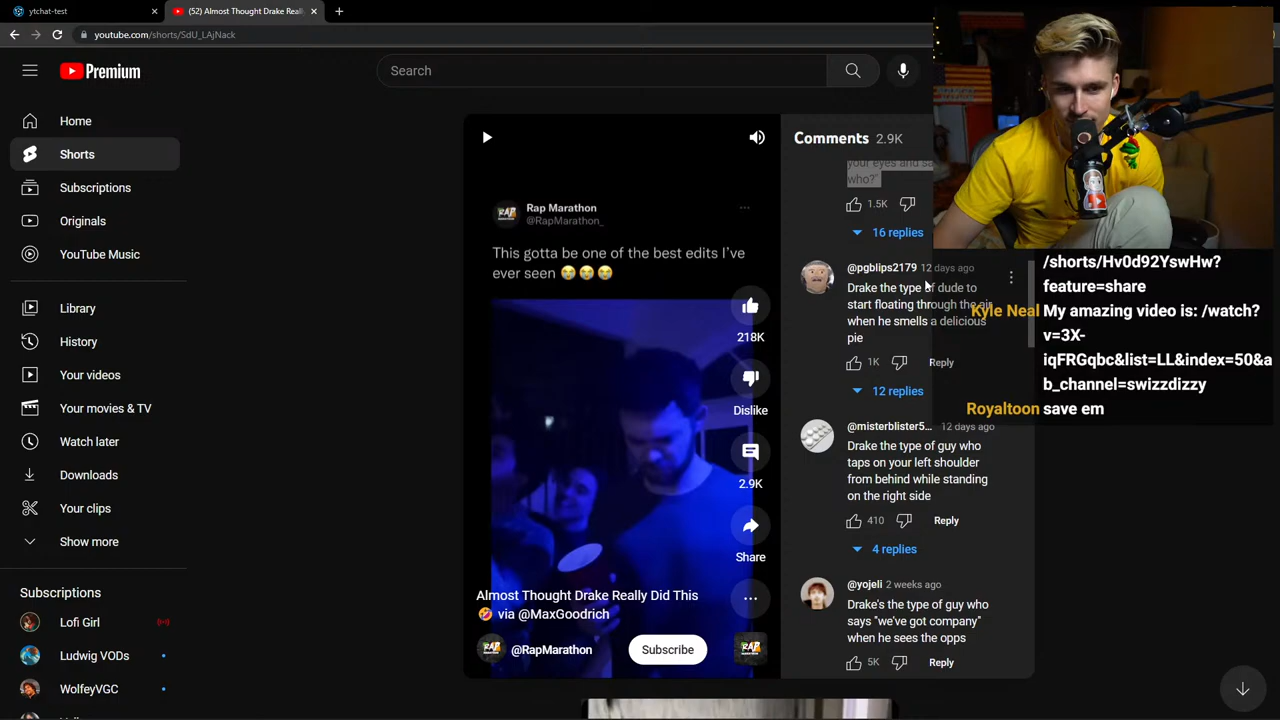 ytchat-test
(52) Almost Thought Drake Reall
youtube.com/shorts/SdU_LAjNack
Premium
Search
Home
Shorts
Subscriptions
Originals
YouTube Music
Library
History
Your videos
Your movies & TV
Watch later
Downloads
Your clips
Show more
Subscriptions
Lofi Girl
Ludwig VODs
WolfeyVGC
Rap Marathon
@RapMarathon_
This gotta be one of the best edits I've
ever seen 😭😭😭
218K
Dislike
2.9K
Share
Almost Thought Drake Really Did This
🤣 via @MaxGoodrich
@RapMarathon
Subscribe
Comments 2.9K
your eyes and sa
who?"
1.5K
16 replies
@pgblips2179 12 days ago
Drake the type of dude to
start floating through the air
when he smells a delicious
pie
1K Reply
12 replies
@misterblister5... 12 days ago
Drake the type of guy who
taps on your left shoulder
from behind while standing
on the right side
410 Reply
4 replies
@yojeli 2 weeks ago
Drake's the type of guy who
says "we've got company"
when he sees the opps
5K Reply
/shorts/Hv0d92YswHw?
feature=share
Kyle Neal My amazing video is: /watch?
v=3X-
iqFRGqbc&list=LL&index=50&a
b_channel=swizzdizzy
Royaltoon save em